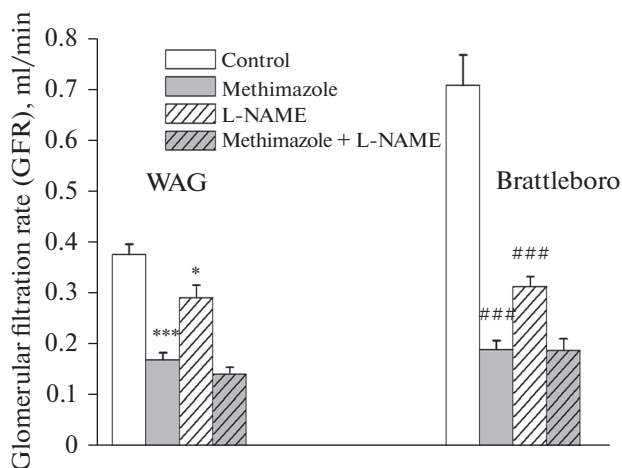 Glomerular filtration rate (GFR), ml/min
0.8
0.7
0.6
0.5
0.4
0.3
0.2
0.1
0
Control
Methimazole
L-NAME
Methimazole + L-NAME
WAG
Brattleboro
***
*
###
###